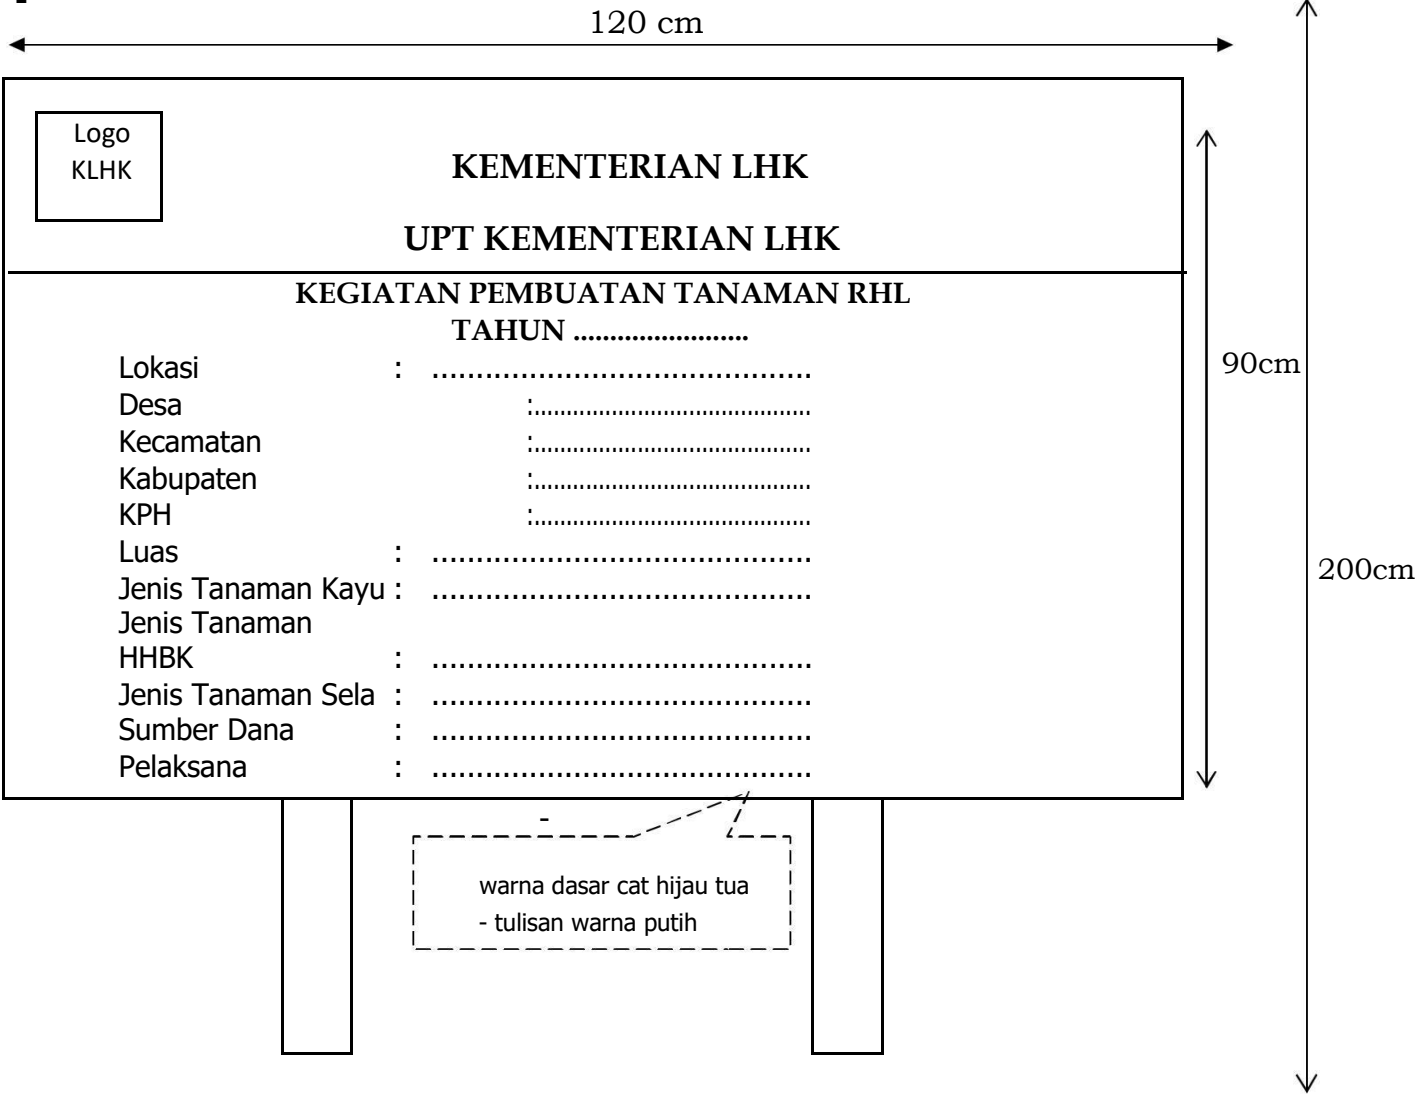 120 cm
Logo
KLHK
KEMENTERIAN LHK
UPT KEMENTERIAN LHK
KEGIATAN PEMBUATAN TANAMAN RHL
TAHUN ........................
Lokasi : ...........................................
Desa :...........................................
Kecamatan :...........................................
Kabupaten :...........................................
KPH :...........................................
Luas : ...........................................
Jenis Tanaman Kayu : ...........................................
Jenis Tanaman
HHBK : ...........................................
Jenis Tanaman Sela : ...........................................
Sumber Dana : ...........................................
Pelaksana : ...........................................
90cm
200cm
-
warna dasar cat hijau tua
- tulisan warna putih